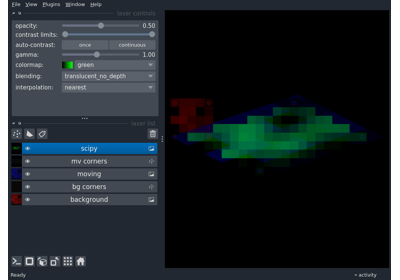 File View Plugins Window Help
layer controls
opacity: 0.50
contrast limits:
auto-contrast: once continuous
gamma: 1.00
colormap: green
blending: translucent_no_depth
interpolation: nearest
layer list
scipy
mv corners
moving
bg corners
background
Ready
activity